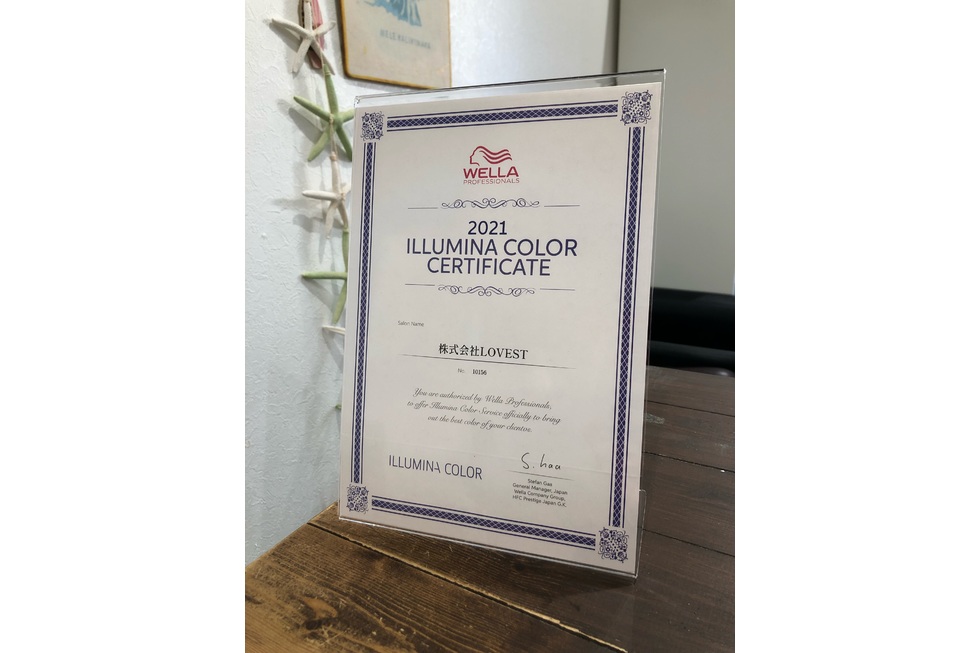 WELLA
PROFESSIONALS
2021
ILLUMINA COLOR
CERTIFICATE
Salon Name
株式会社LOVEST
No. 10156
You are authorized by Wella Professionals,
to offer Illumina Color Service officially to bring
out the best color of your clientns.
ILLUMINA COLOR
Stefan Gas
General Manager, Japan
Wella Company Group,
HFC Prestige Japan G.K.